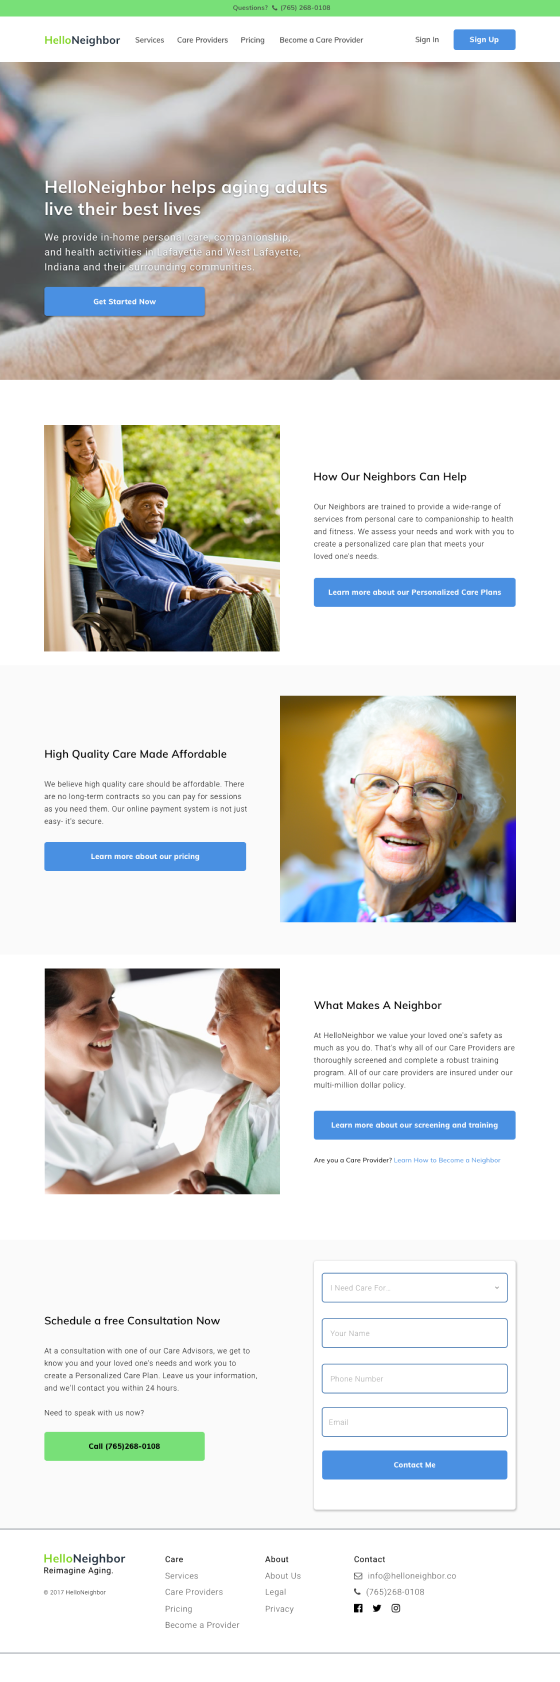 Questions? (765) 268-0108
HelloNeighbor Services Care Providers Pricing Become a Care Provider Sign In Sign Up
HelloNeighbor helps aging adults
live their best lives
We provide in-home personal care, companionship,
and health activities in Lafayette and West Lafayette,
Indiana and their surrounding communities.
Get Started Now
How Our Neighbors Can Help
Our Neighbors are trained to provide a wide-range of
services from personal care to companionship to health
and fitness. We assess your needs and work with you to
create a personalized care plan that meets your
loved one's needs.
Learn more about our Personalized Care Plans
High Quality Care Made Affordable
We believe high quality care should be affordable. There
are no long-term contracts so you can pay for sessions
as you need them. Our online payment system is not just
easy- it's secure.
Learn more about our pricing
What Makes A Neighbor
At HelloNeighbor we value your loved one's safety as
much as you do. That's why all of our Care Providers are
thoroughly screened and complete a robust training
program. All of our care providers are insured under our
multi-million dollar policy.
Learn more about our screening and training
Are you a Care Provider? Learn How to Become a Neighbor
Schedule a free Consultation Now
At a consultation with one of our Care Advisors, we get to
know you and your loved one's needs and work you to
create a Personalized Care Plan. Leave us your information,
and we'll contact you within 24 hours.
Need to speak with us now?
Call (765)268-0108
I Need Care For...
Your Name
Phone Number
Email
Contact Me
HelloNeighbor
Reimagine Aging.
© 2017 HelloNeighbor
Care
Services
Care Providers
Pricing
Become a Provider
About
About Us
Legal
Privacy
Contact
info@helloneighbor.co
(765)268-0108